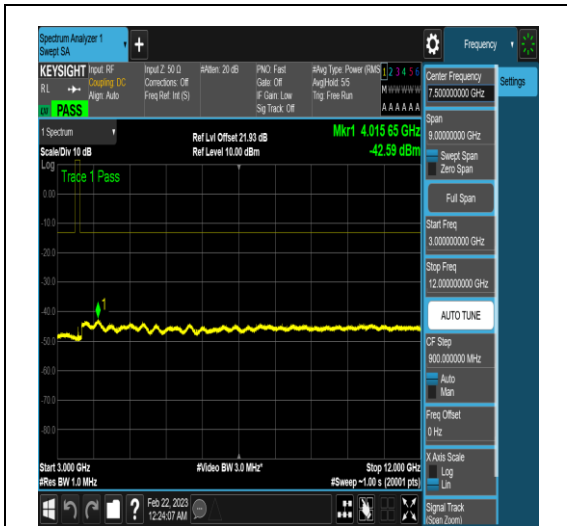 Spectrum Analyzer 1
Swept SA
Frequency
KEYSIGHT
RL
Input: RF
Coupling: DC
Align: Auto
Input Z: 50 Ω
Corrections: Off
Freq Ref: Int (S)
#Atten: 20 dB
PNO: Fast
Gate: Off
IF Gain: Low
Sig Track: Off
#Avg Type: Power (RMS
Avg|Hold: 5/5
Trig: Free Run
1 2 3 4 5 6
M W W W W W
A A A A A A
PASS
1 Spectrum
Scale/Div 10 dB
Ref Lvl Offset 21.93 dB
Ref Level 10.00 dBm
Mkr1 4.015 65 GHz
-42.59 dBm
Log
Trace 1 Pass
0.00
-10.0
-20.0
-30.0
-40.0
-50.0
-60.0
-70.0
-80.0
1
Start 3.000 GHz
#Res BW 1.0 MHz
#Video BW 3.0 MHz*
Stop 12.000 GHz
#Sweep ~1.00 s (20001 pts)
Feb 22, 2023
12:24:07 AM
Settings
Center Frequency
7.500000000 GHz
Span
9.00000000 GHz
Swept Span
Zero Span
Full Span
Start Freq
3.000000000 GHz
Stop Freq
12.000000000 GHz
AUTO TUNE
CF Step
900.000000 MHz
Auto
Man
Freq Offset
0 Hz
X Axis Scale
Log
Lin
Signal Track
(Span Zoom)